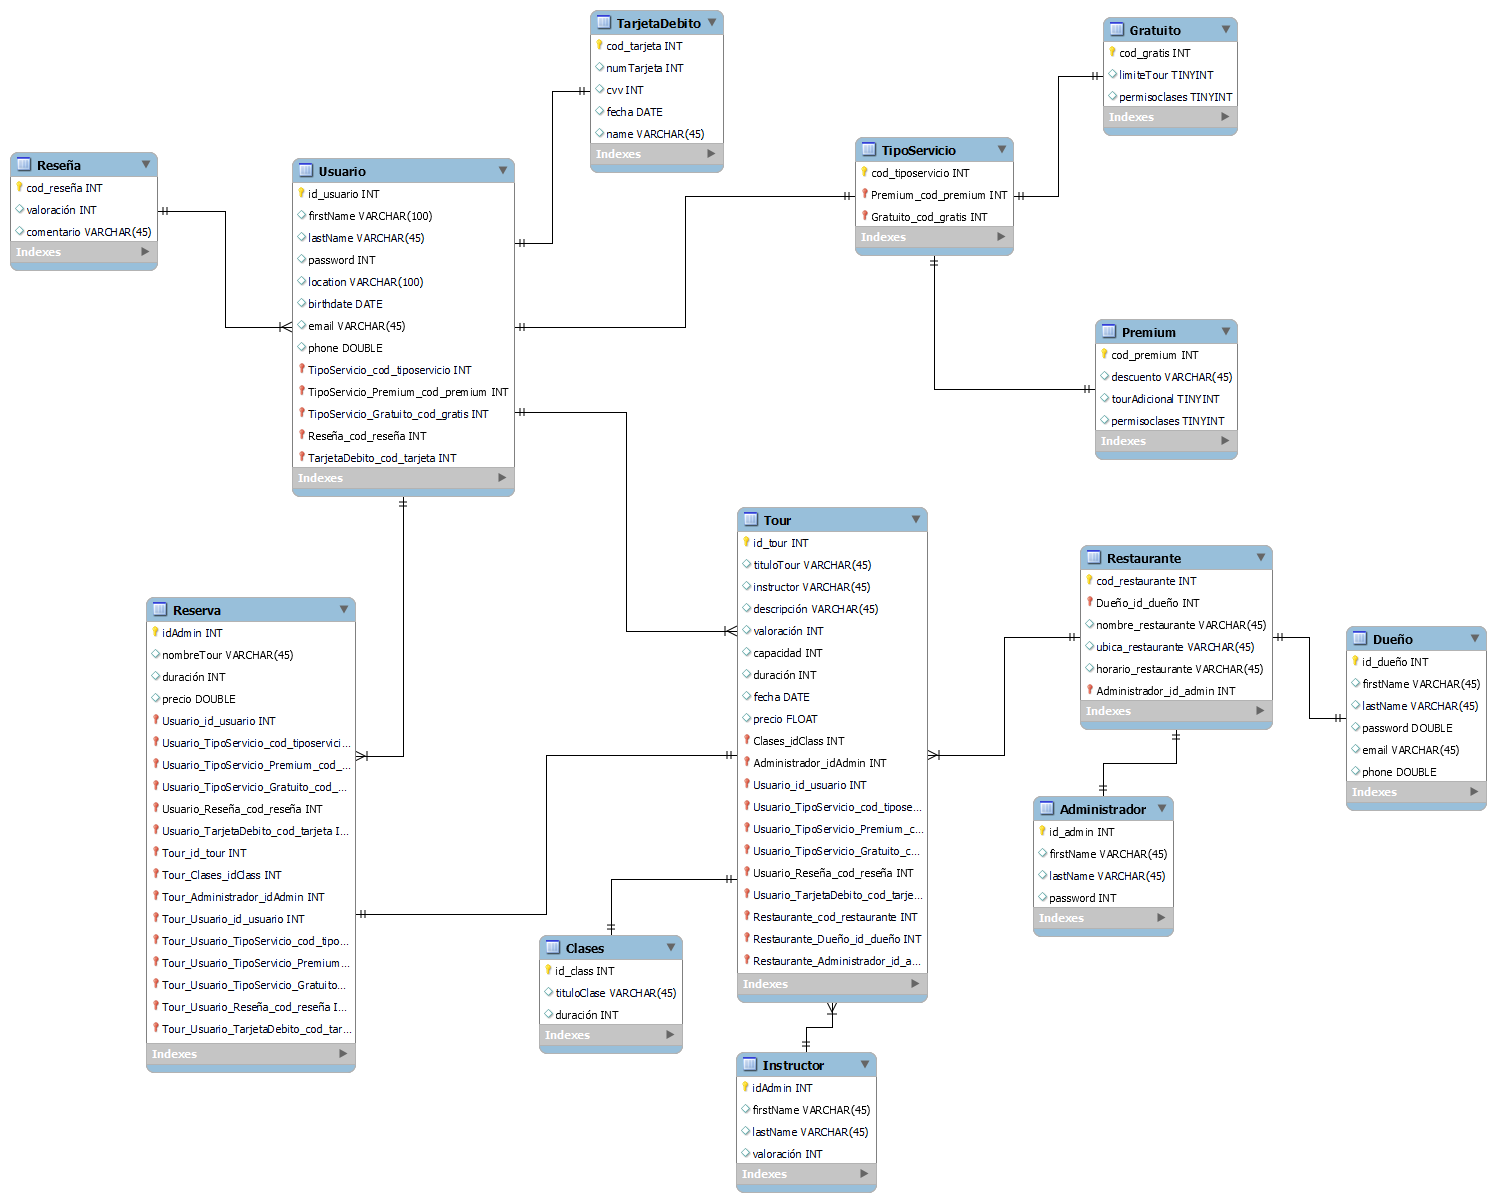 TarjetaDebito
cod_tarjeta INT
numTarjeta INT
cvv INT
fecha DATE
name VARCHAR(45)
Indexes
Gratuito
cod_gratis INT
limiteTour TINYINT
permisoclases TINYINT
Indexes
TipoServicio
cod_tiposervicio INT
Premium_cod_premium INT
Gratuito_cod_gratis INT
Indexes
Reseña
cod_reseña INT
valoración INT
comentario VARCHAR(45)
Indexes
Usuario
id_usuario INT
firstName VARCHAR(100)
lastName VARCHAR(45)
password INT
location VARCHAR(100)
birthdate DATE
email VARCHAR(45)
phone DOUBLE
TipoServicio_cod_tiposervicio INT
TipoServicio_Premium_cod_premium INT
TipoServicio_Gratuito_cod_gratis INT
Reseña_cod_reseña INT
TarjetaDebito_cod_tarjeta INT
Indexes
Premium
cod_premium INT
descuento VARCHAR(45)
tourAdicional TINYINT
permisoclases TINYINT
Indexes
Tour
id_tour INT
tituloTour VARCHAR(45)
instructor VARCHAR(45)
descripción VARCHAR(45)
valoración INT
capacidad INT
duración INT
fecha DATE
precio FLOAT
Clases_idClass INT
Administrador_idAdmin INT
Usuario_id_usuario INT
Usuario_TipoServicio_cod_tipose...
Usuario_TipoServicio_Premium_c...
Usuario_TipoServicio_Gratuito_c...
Usuario_Reseña_cod_reseña INT
Usuario_TarjetaDebito_cod_tarje...
Restaurante_cod_restaurante INT
Restaurante_Dueño_id_dueño INT
Restaurante_Administrador_id_a...
Indexes
Restaurante
cod_restaurante INT
Dueño_id_dueño INT
nombre_restaurante VARCHAR(45)
ubica_restaurante VARCHAR(45)
horario_restaurante VARCHAR(45)
Administrador_id_admin INT
Indexes
Dueño
id_dueño INT
firstName VARCHAR(45)
lastName VARCHAR(45)
password DOUBLE
email VARCHAR(45)
phone DOUBLE
Indexes
Reserva
idAdmin INT
nombreTour VARCHAR(45)
duración INT
precio DOUBLE
Usuario_id_usuario INT
Usuario_TipoServicio_cod_tiposervici...
Usuario_TipoServicio_Premium_cod_...
Usuario_TipoServicio_Gratuito_cod_...
Usuario_Reseña_cod_reseña INT
Usuario_TarjetaDebito_cod_tarjeta I...
Tour_id_tour INT
Tour_Clases_idClass INT
Tour_Administrador_idAdmin INT
Tour_Usuario_id_usuario INT
Tour_Usuario_TipoServicio_cod_tipo...
Tour_Usuario_TipoServicio_Premium...
Tour_Usuario_TipoServicio_Gratuito...
Tour_Usuario_Reseña_cod_reseña I...
Tour_Usuario_TarjetaDebito_cod_tar...
Indexes
Administrador
id_admin INT
firstName VARCHAR(45)
lastName VARCHAR(45)
password INT
Indexes
Clases
id_class INT
tituloClase VARCHAR(45)
duración INT
Indexes
Instructor
idAdmin INT
firstName VARCHAR(45)
lastName VARCHAR(45)
valoración INT
Indexes